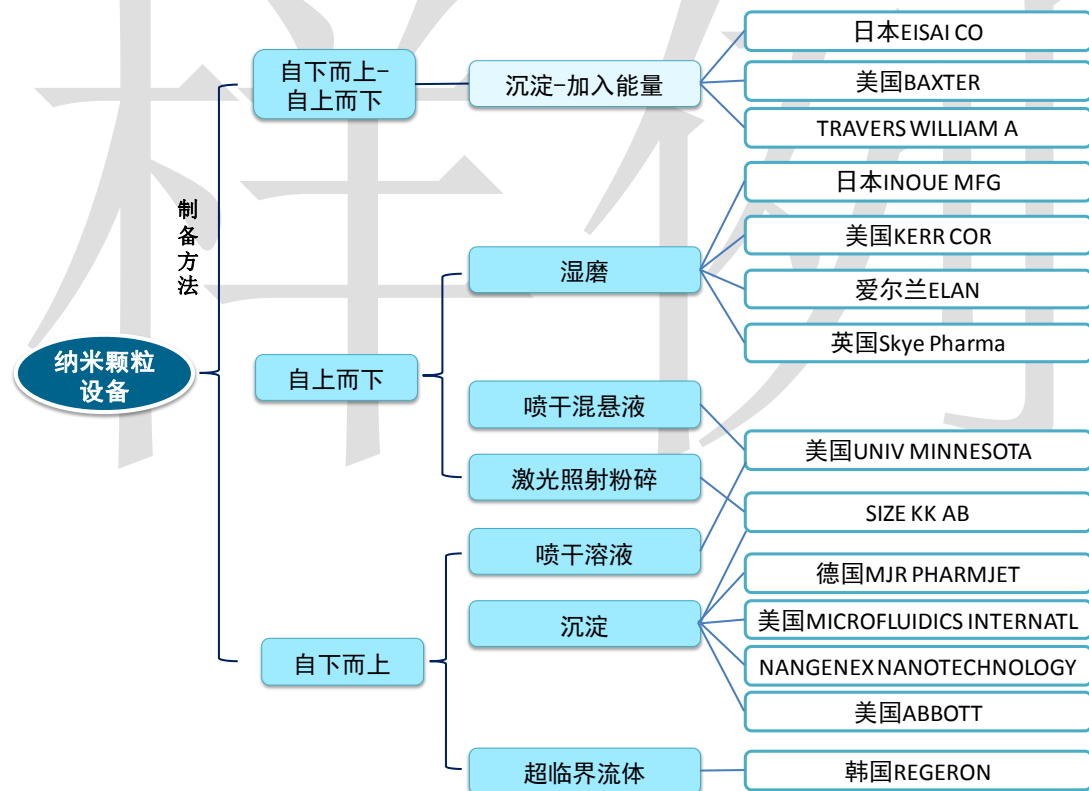 样例
制备方法
纳米颗粒
设备
自下而上-
自上而下
沉淀-加入能量
日本EISAI CO
美国BAXTER
TRAVERS WILLIAM A
自上而下
湿磨
日本INOUE MFG
美国KERR COR
爱尔兰ELAN
英国Skye Pharma
喷干混悬液
激光照射粉碎
美国UNIV MINNESOTA
SIZE KK AB
自下而上
喷干溶液
沉淀
德国MJR PHARMJET
美国MICROFLUIDICS INTERNATL
NANGENEX NANOTECHNOLOGY
美国ABBOTT
超临界流体
韩国REGERON